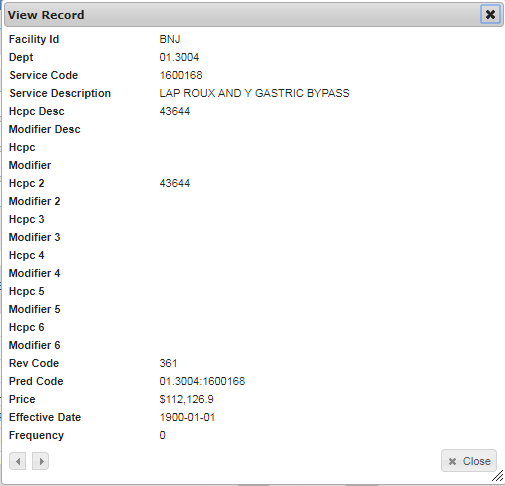 View Record
Facility Id BNJ
Dept 01.3004
Service Code 1600168
Service Description LAP ROUX AND Y GASTRIC BYPASS
Hcpc Desc 43644
Modifier Desc
Hcpc
Modifier
Hcpc 2 43644
Modifier 2
Hcpc 3
Modifier 3
Hcpc 4
Modifier 4
Hcpc 5
Modifier 5
Hcpc 6
Modifier 6
Rev Code 361
Pred Code 01.3004:1600168
Price $112,126.9
Effective Date 1900-01-01
Frequency 0
Close